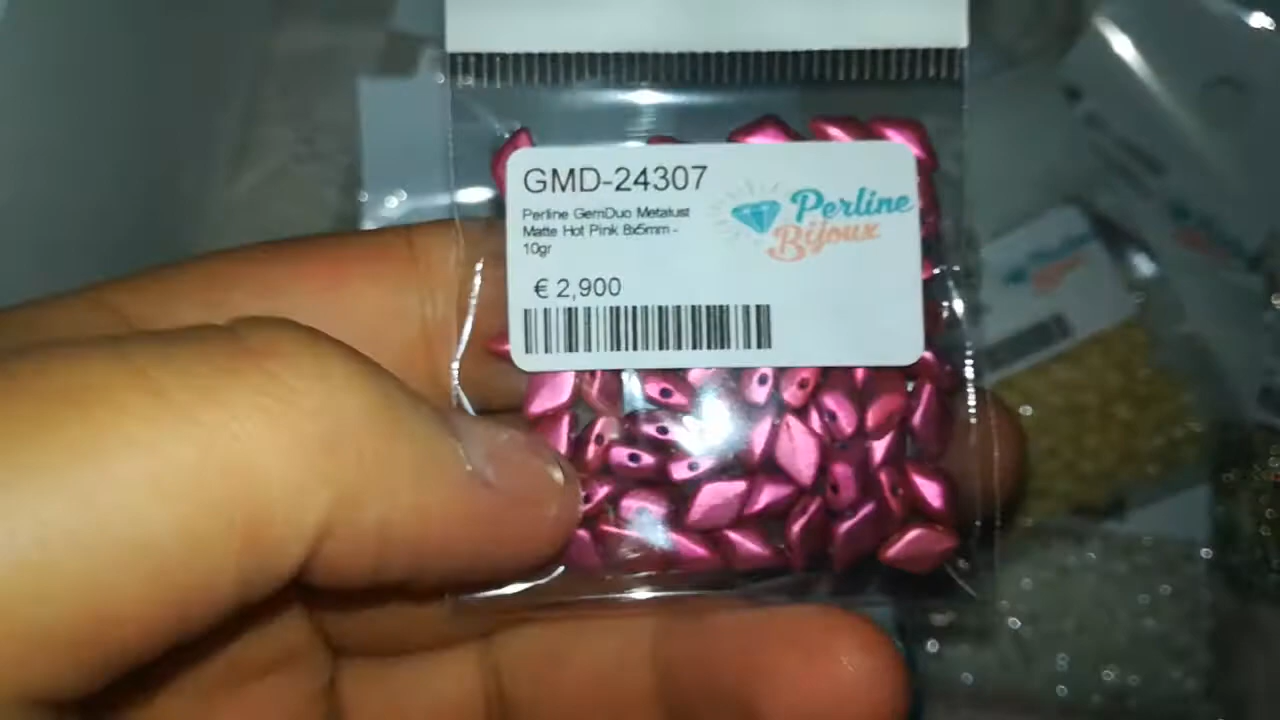 GMD-24307
Perline GemDuo Metalust
Matte Hot Pink 8x5mm -
10gr
€ 2,900
Perline
Bijoux